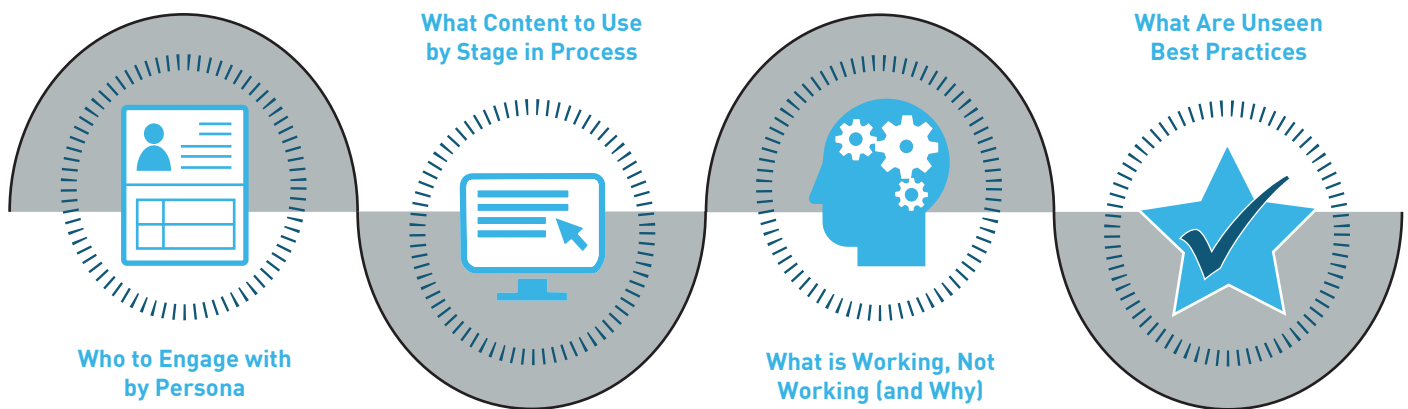 Who to Engage with
by Persona
What Content to Use
by Stage in Process
What is Working, Not
Working (and Why)
What Are Unseen
Best Practices